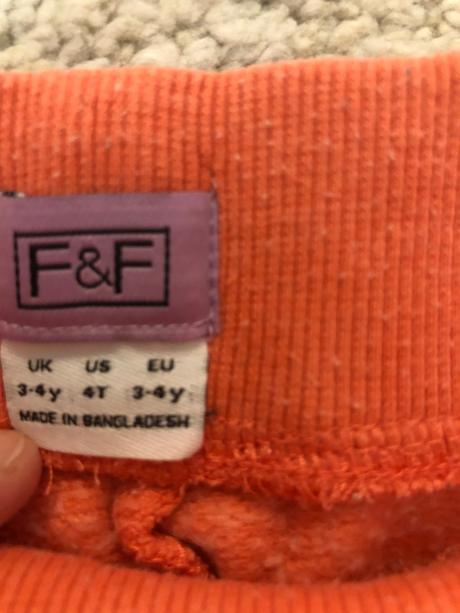 F&F
UK US EU
3-4y 4T 3-4y
MADE IN BANGLADESH